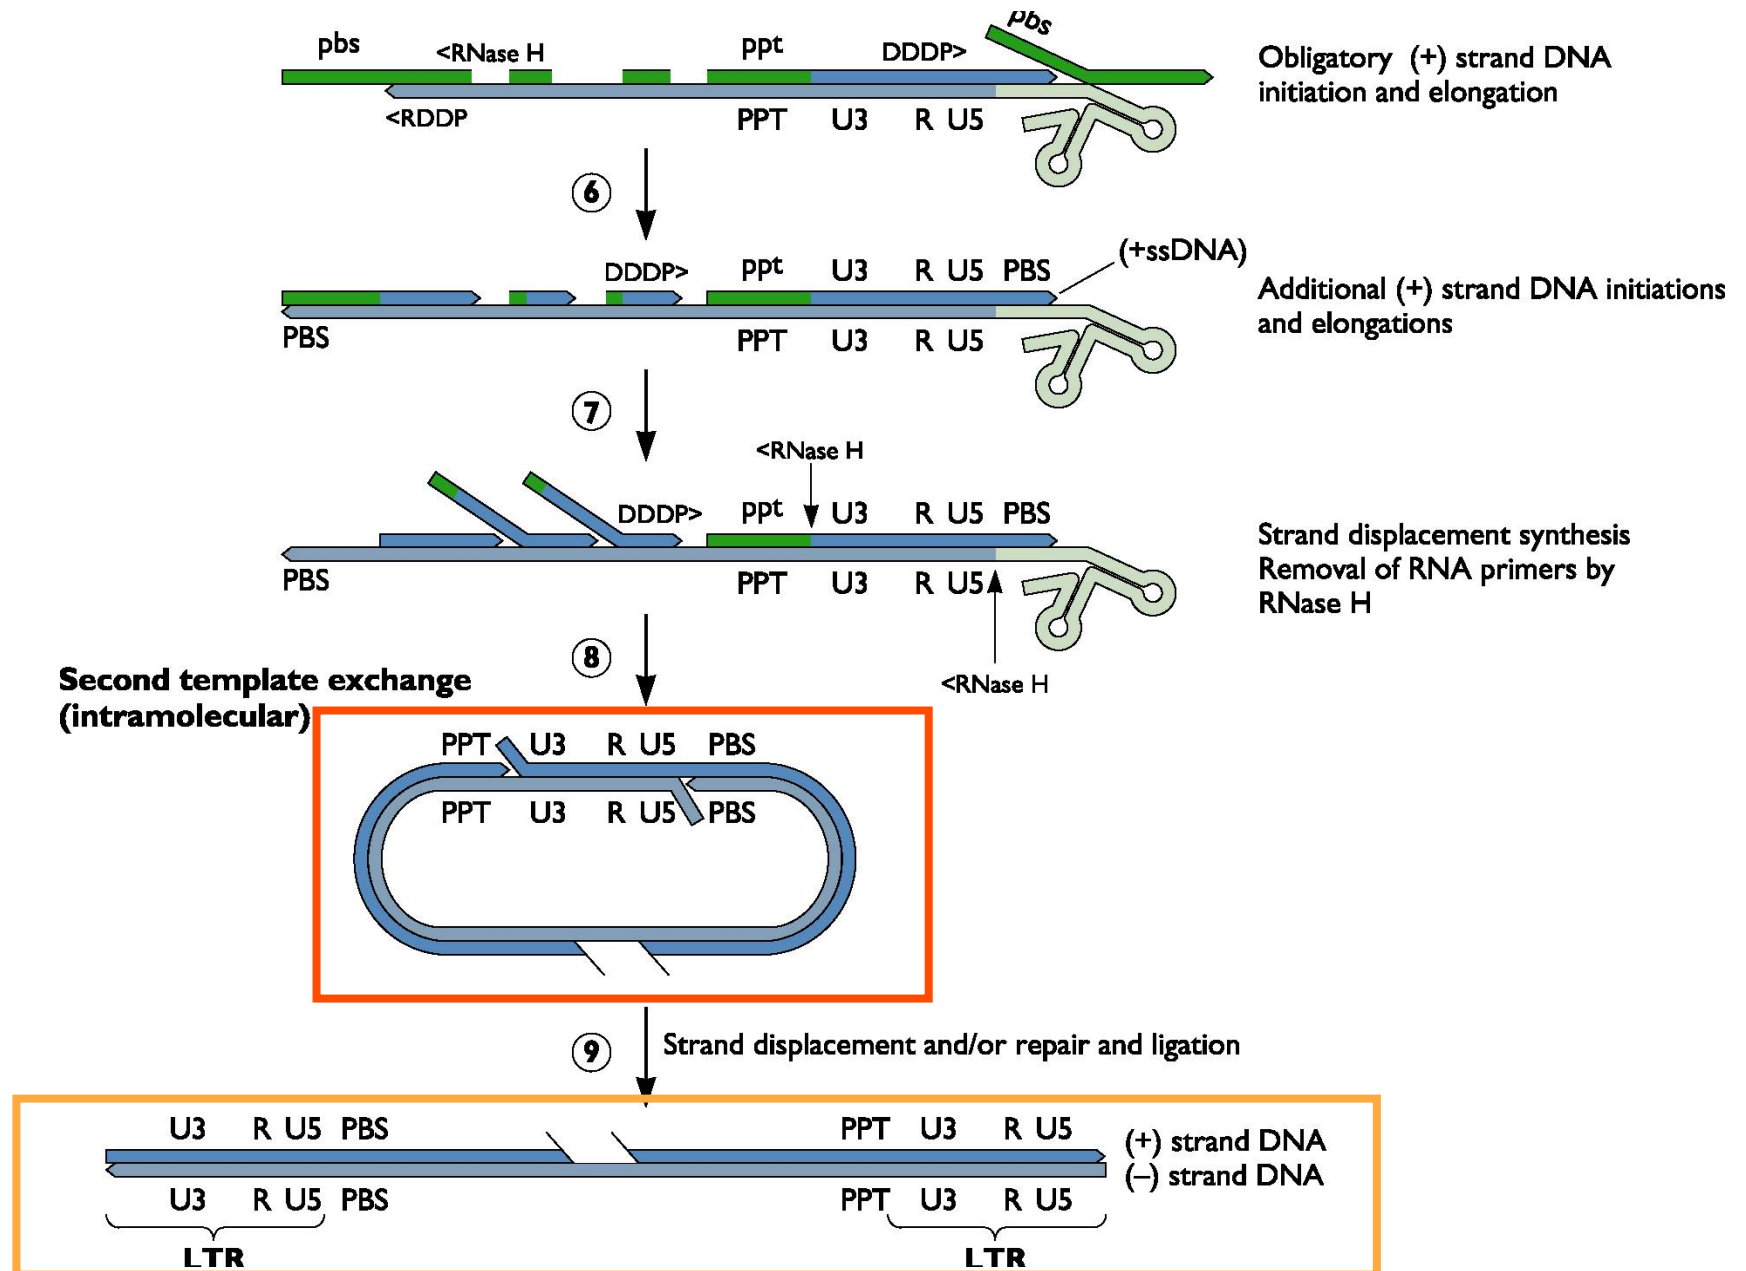 pbs
pbs <RNase H ppt DDDP>
Obligatory (+) strand DNA
initiation and elongation
<RDDP PPT U3 R U5
6
DDDP> ppt U3 R U5 PBS (+ssDNA)
Additional (+) strand DNA initiations
and elongations
PBS PPT U3 R U5
7
<RNase H
DDDP> ppt U3 R U5 PBS
Strand displacement synthesis
Removal of RNA primers by
RNase H
PBS PPT U3 R U5
8
<RNase H
Second template exchange
(intramolecular)
PPT U3 R U5 PBS
PPT U3 R U5 PBS
9
Strand displacement and/or repair and ligation
U3 R U5 PBS PPT U3 R U5
(+) strand DNA
(–) strand DNA
U3 R U5 PBS PPT U3 R U5
LTR LTR